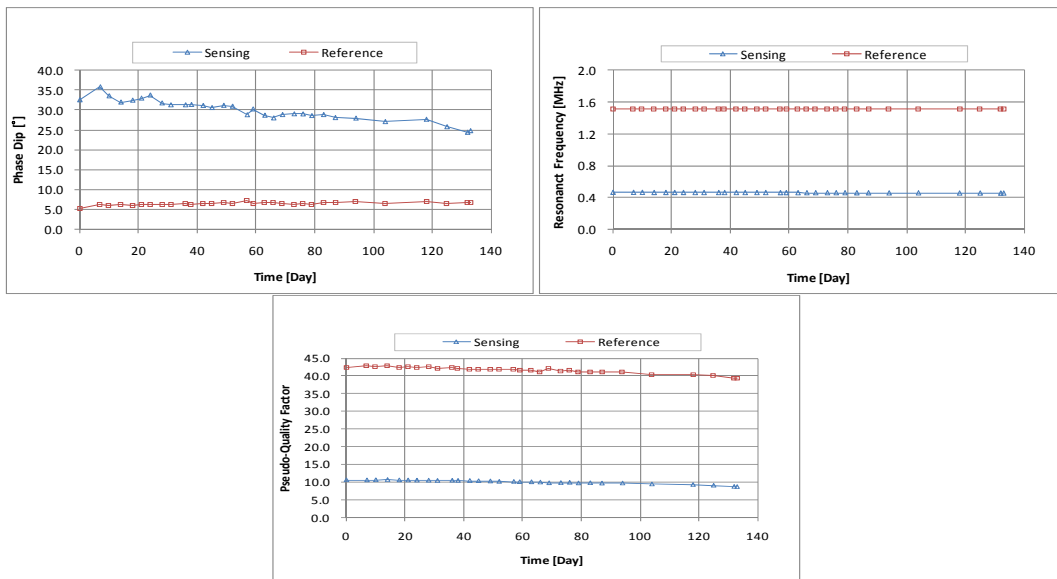 Sensing Reference
40.0
35.0
30.0
25.0
20.0
15.0
10.0
5.0
0.0
Phase Dip [°]
0 20 40 60 80 100 120 140
Time [Day]
Sensing Reference
2.0
1.6
1.2
0.8
0.4
0.0
Resonanct Frequency [MHz]
0 20 40 60 80 100 120 140
Time [Day]
Sensing Reference
45.0
40.0
35.0
30.0
25.0
20.0
15.0
10.0
5.0
0.0
Pseudo-Quality Factor
0 20 40 60 80 100 120 140
Time [Day]